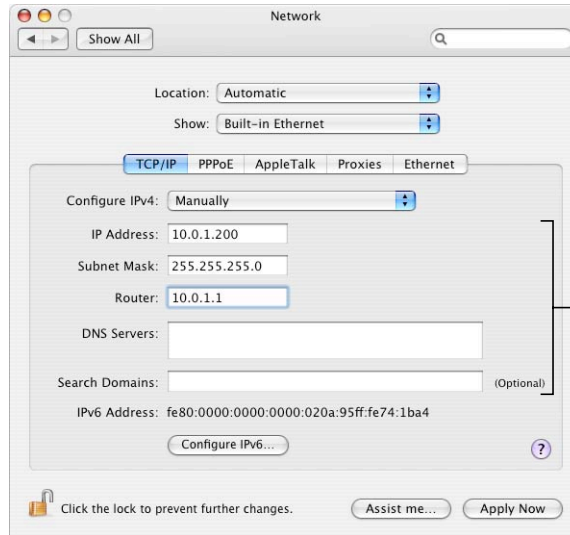 Network
Show All
Location: Automatic
Show: Built-in Ethernet
TCP/IP PPPoE AppleTalk Proxies Ethernet
Configure IPv4: Manually
IP Address: 10.0.1.200
Subnet Mask: 255.255.255.0
Router: 10.0.1.1
DNS Servers:
Search Domains: (Optional)
IPv6 Address: fe80:0000:0000:0000:020a:95ff:fe74:1ba4
Configure IPv6...
?
Click the lock to prevent further changes. Assist me... Apply Now